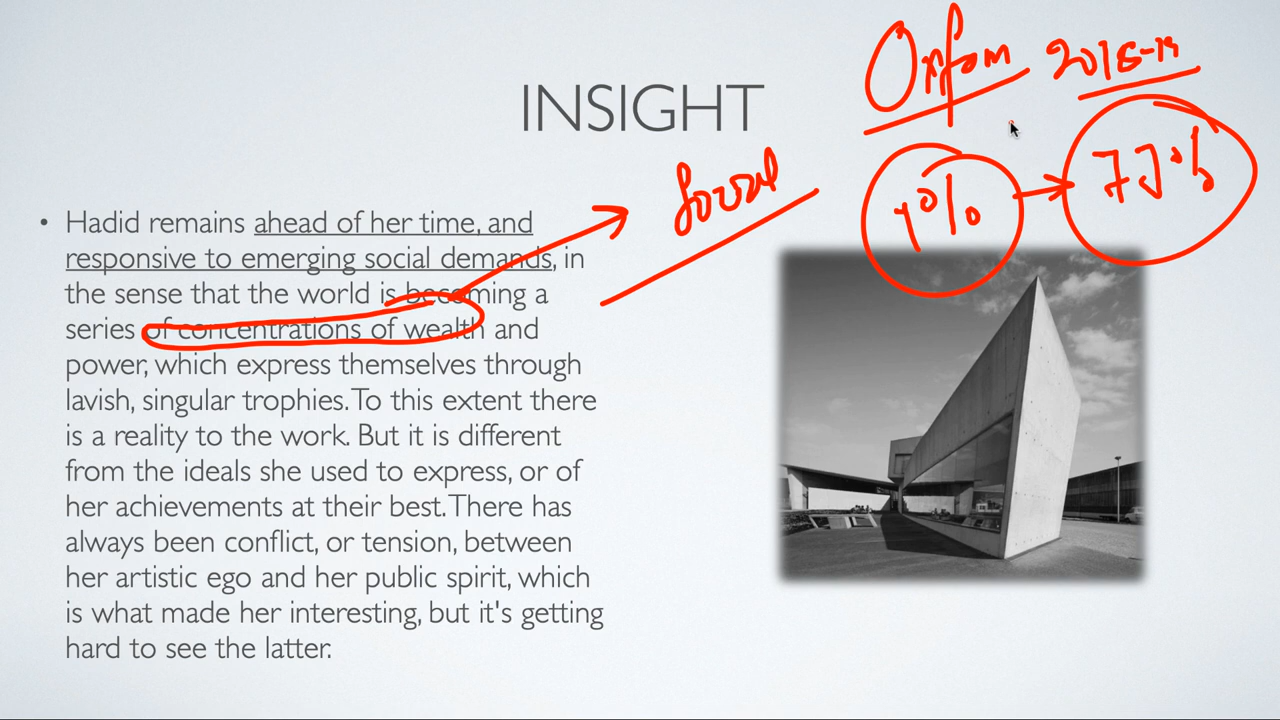 Oxfam 2018-19
INSIGHT
1% → 73%
Social
• Hadid remains ahead of her time, and
responsive to emerging social demands, in
the sense that the world is becoming a
series of concentrations of wealth and
power, which express themselves through
lavish, singular trophies. To this extent there
is a reality to the work. But it is different
from the ideals she used to express, or of
her achievements at their best. There has
always been conflict, or tension, between
her artistic ego and her public spirit, which
is what made her interesting, but it's getting
hard to see the latter.